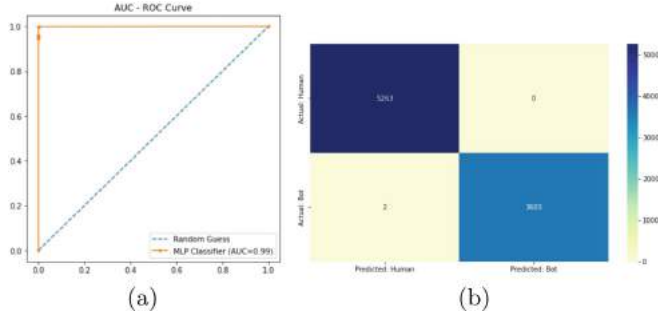 AUC - ROC Curve
1.0
0.8
0.6
0.4
0.2
0.0
0.0
0.2
0.4
0.6
0.8
1.0
Random Guess
MLP Classifier (AUC=0.99)
(a)
Actual: Human
Actual: Bot
0
2
Predicted: Human
Predicted: Bot
5000
4000
3000
2000
1000
0
(b)